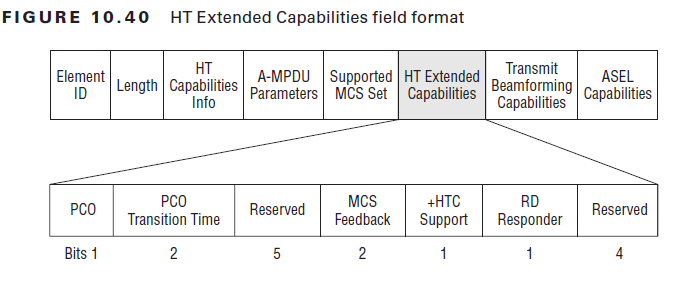 FIGURE 10.40 HT Extended Capabilities field format
Element ID
Length
HT Capabilities Info
A-MPDU Parameters
Supported MCS Set
HT Extended Capabilities
Transmit Beamforming Capabilities
ASEL Capabilities
PCO
PCO Transition Time
Reserved
MCS Feedback
+HTC Support
RD Responder
Reserved
Bits 1 2 5 2 1 1 4